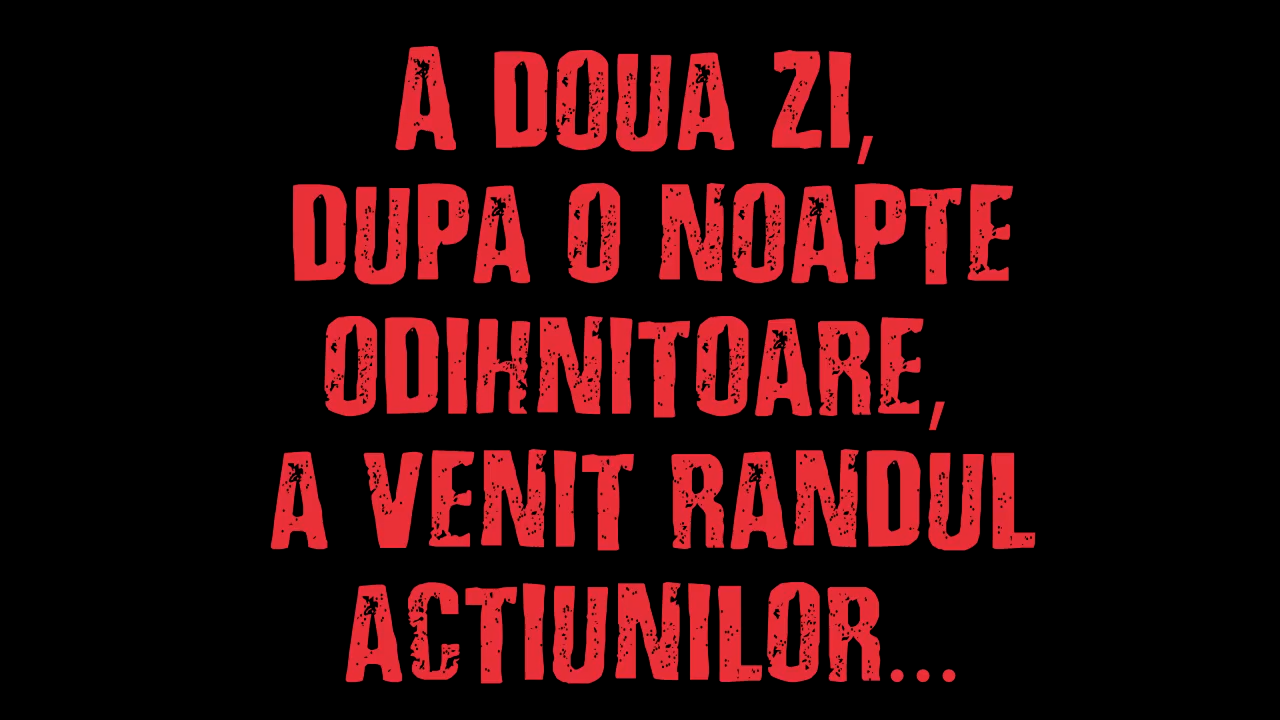 A DOUA ZI,
DUPA O NOAPTE
ODIHNITOARE,
A VENIT RANDUL
ACTIUNILOR...